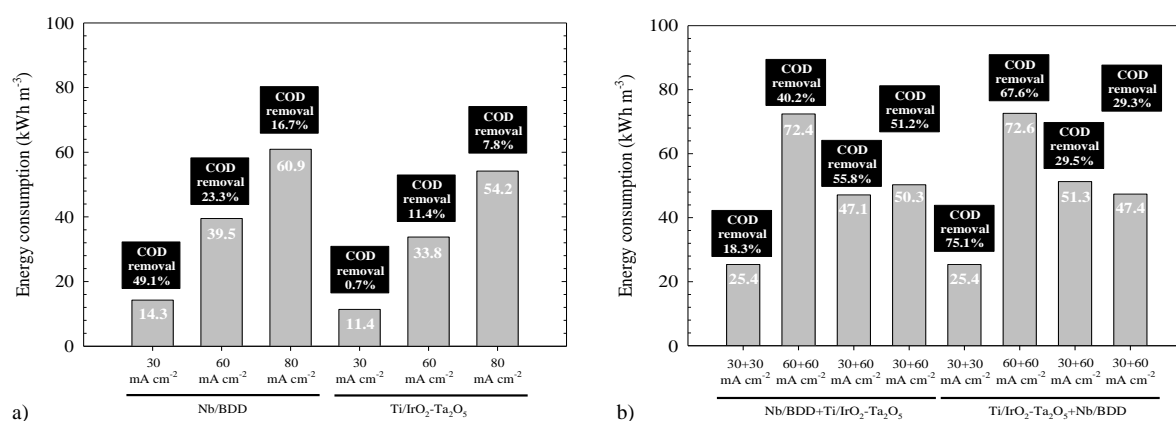 100
80
60
40
20
0
Energy consumption (kWh m-3)
COD
removal
49.1%
14.3
COD
removal
23.3%
39.5
COD
removal
16.7%
60.9
COD
removal
0.7%
11.4
COD
removal
11.4%
33.8
COD
removal
7.8%
54.2
30
mA cm-2
60
mA cm-2
80
mA cm-2
30
mA cm-2
60
mA cm-2
80
mA cm-2
Nb/BDD
Ti/IrO2-Ta2O5
a)
100
80
60
40
20
0
Energy consumption (kWh m-3)
COD
removal
18.3%
25.4
COD
removal
40.2%
72.4
COD
removal
55.8%
47.1
COD
removal
51.2%
50.3
COD
removal
75.1%
25.4
COD
removal
67.6%
72.6
COD
removal
29.5%
51.3
COD
removal
29.3%
47.4
30+30
mA cm-2
60+60
mA cm-2
30+60
mA cm-2
30+60
mA cm-2
30+30
mA cm-2
60+60
mA cm-2
30+60
mA cm-2
30+60
mA cm-2
Nb/BDD+Ti/IrO2-Ta2O5
Ti/IrO2-Ta2O5+Nb/BDD
b)